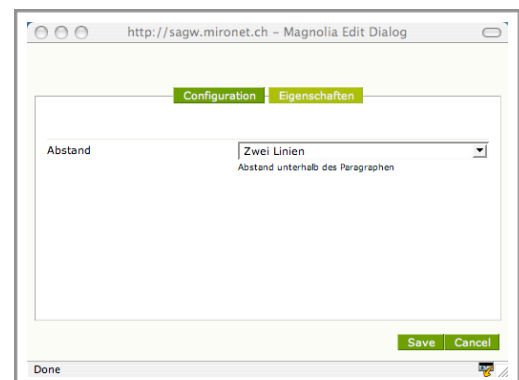 http://sagw.mironet.ch – Magnolia Edit Dialog
Configuration Eigenschaften
Abstand Zwei Linien
Abstand unterhalb des Paragraphen
Save Cancel
Done